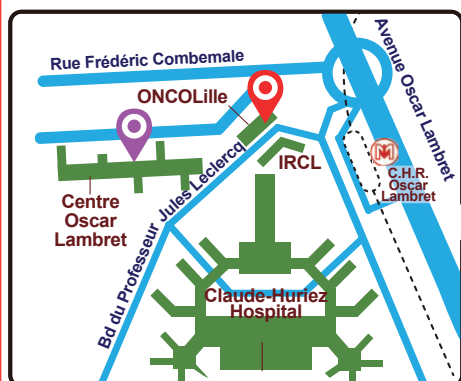 Rue Frédéric Combemale
Avenue Oscar Lambret
ONCOLille
IRCL
M
C.H.R.
Oscar
Lambret
Centre
Oscar
Lambret
Bd du Professeur Jules Leclercq
Claude-Huriez
Hospital